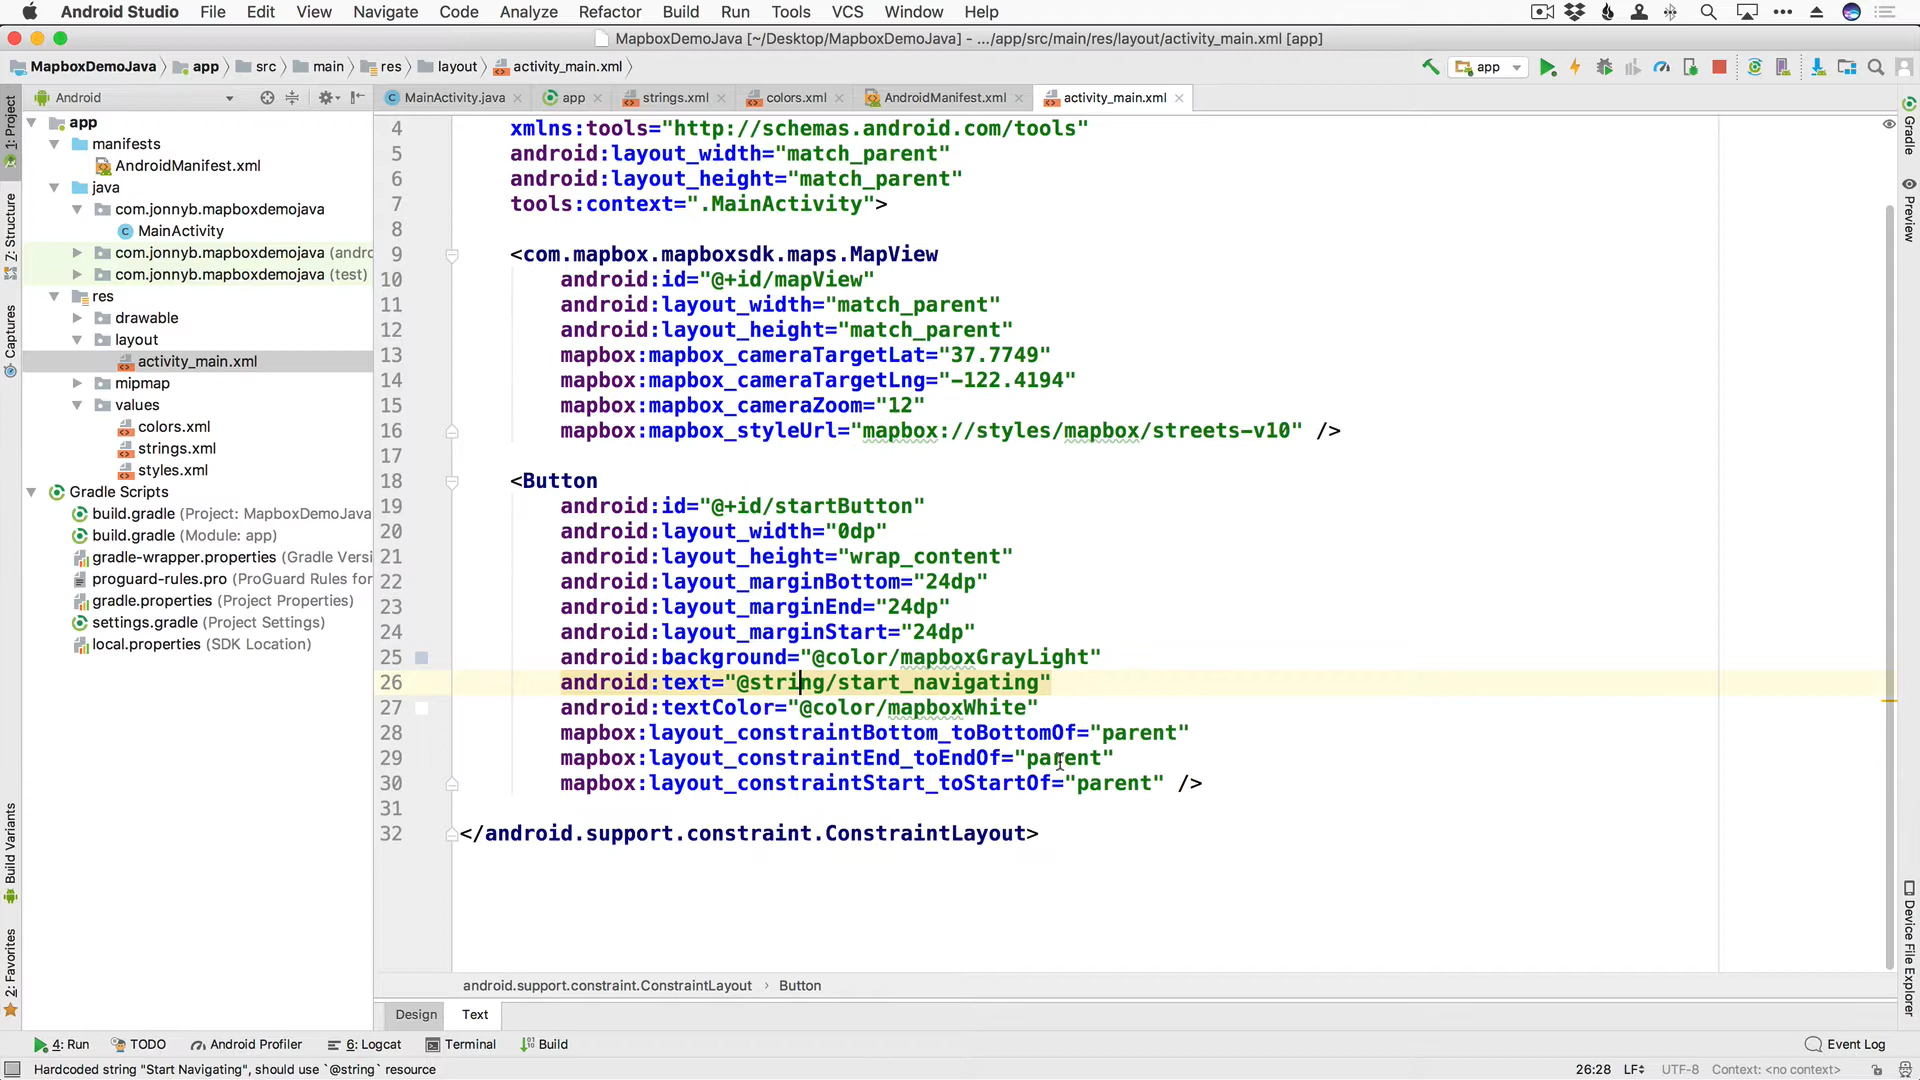 Android Studio File Edit View Navigate Code Analyze Refactor Build Run Tools VCS Window Help
MapboxDemoJava [~/Desktop/MapboxDemoJava] - .../app/src/main/res/layout/activity_main.xml [app]
MapboxDemoJava app src main res layout activity_main.xml app
Android MainActivity.java app strings.xml colors.xml AndroidManifest.xml activity_main.xml
1: Project
Z: Structure
Captures
Build Variants
2: Favorites
app
manifests
AndroidManifest.xml
java
com.jonnyb.mapboxdemojava
MainActivity
com.jonnyb.mapboxdemojava (andro
com.jonnyb.mapboxdemojava (test)
res
drawable
layout
activity_main.xml
mipmap
values
colors.xml
strings.xml
styles.xml
Gradle Scripts
build.gradle (Project: MapboxDemoJava
build.gradle (Module: app)
gradle-wrapper.properties (Gradle Versi
proguard-rules.pro (ProGuard Rules for
gradle.properties (Project Properties)
settings.gradle (Project Settings)
local.properties (SDK Location)
4 xmlns:tools="http://schemas.android.com/tools"
5 android:layout_width="match_parent"
6 android:layout_height="match_parent"
7 tools:context=".MainActivity">
8
9 <com.mapbox.mapboxsdk.maps.MapView
10 android:id="@+id/mapView"
11 android:layout_width="match_parent"
12 android:layout_height="match_parent"
13 mapbox:mapbox_cameraTargetLat="37.7749"
14 mapbox:mapbox_cameraTargetLng="-122.4194"
15 mapbox:mapbox_cameraZoom="12"
16 mapbox:mapbox_styleUrl="mapbox://styles/mapbox/streets-v10" />
17
18 <Button
19 android:id="@+id/startButton"
20 android:layout_width="0dp"
21 android:layout_height="wrap_content"
22 android:layout_marginBottom="24dp"
23 android:layout_marginEnd="24dp"
24 android:layout_marginStart="24dp"
25 android:background="@color/mapboxGrayLight"
26 android:text="@string/start_navigating"
27 android:textColor="@color/mapboxWhite"
28 mapbox:layout_constraintBottom_toBottomOf="parent"
29 mapbox:layout_constraintEnd_toEndOf="parent"
30 mapbox:layout_constraintStart_toStartOf="parent" />
31
32 </android.support.constraint.ConstraintLayout>
Gradle
Preview
Device File Explorer
android.support.constraint.ConstraintLayout › Button
Design Text
4: Run TODO Android Profiler 6: Logcat Terminal Build Event Log
Hardcoded string "Start Navigating", should use `@string` resource 26:28 LF UTF-8 Context: <no context>